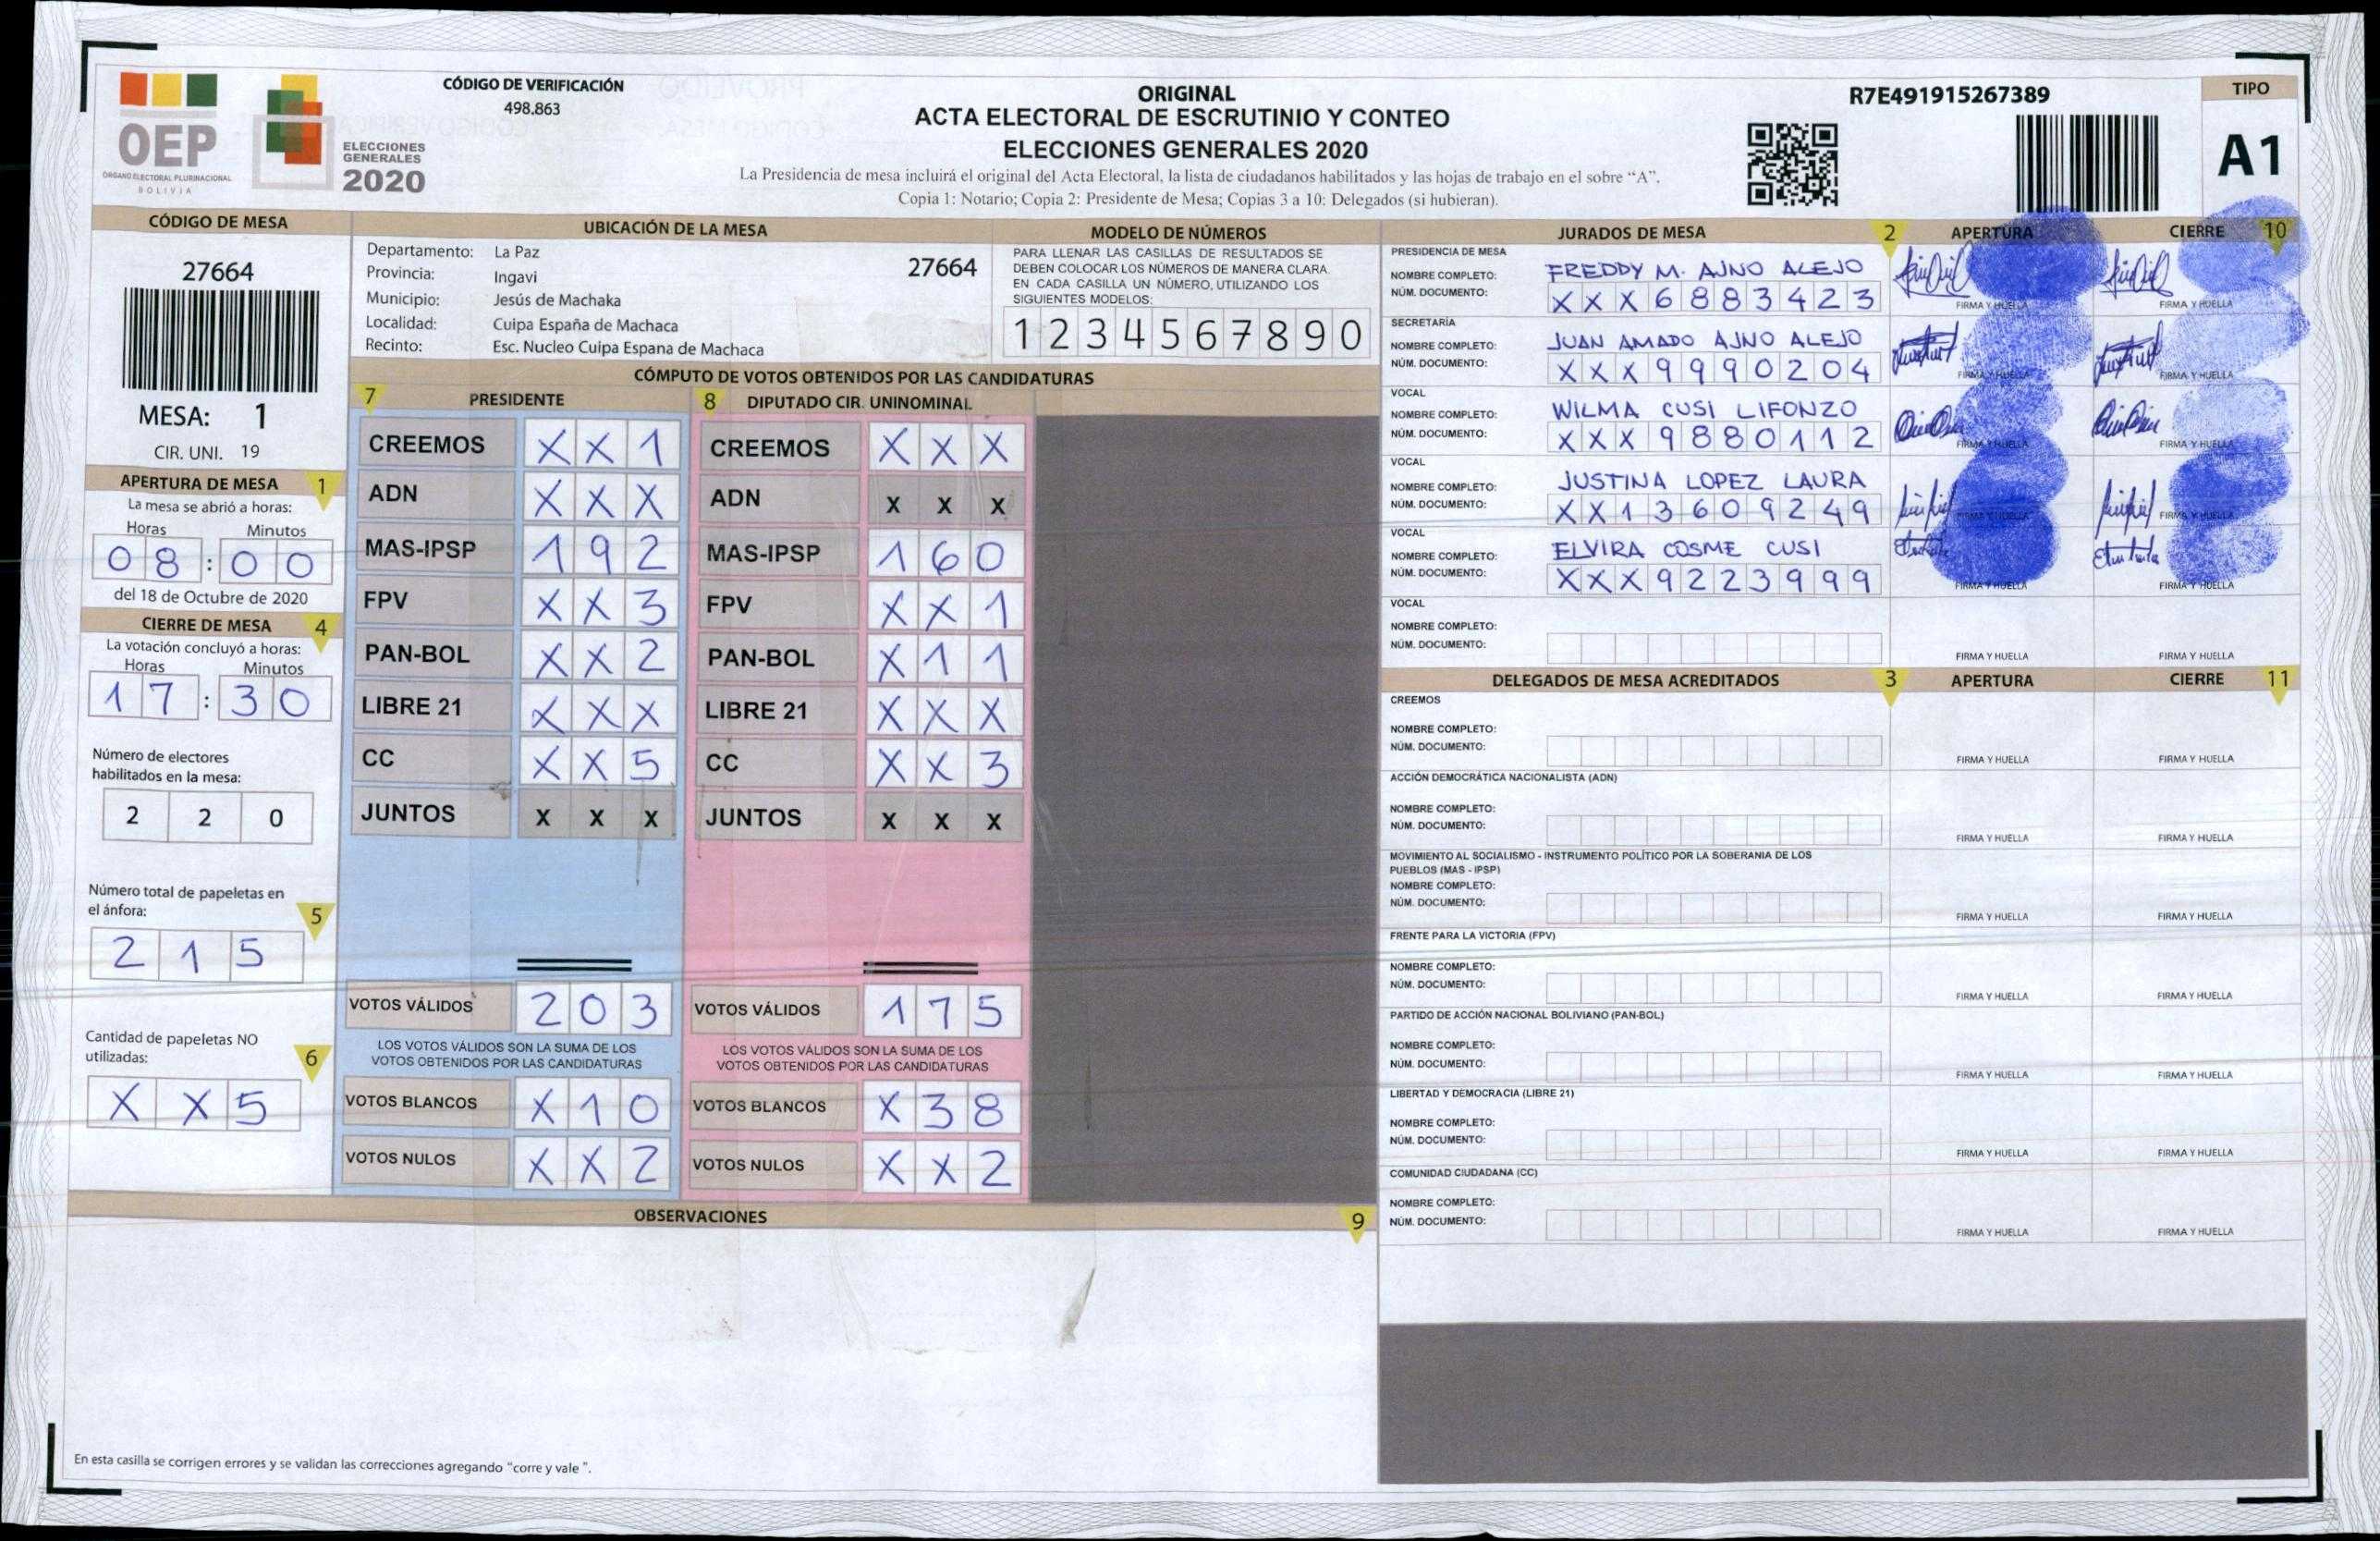 OEP
ÓRGANO ELECTORAL PLURINACIONAL
BOLIVIA
ELECCIONES
GENERALES
2020
CÓDIGO DE VERIFICACIÓN
498.863
ORIGINAL
ACTA ELECTORAL DE ESCRUTINIO Y CONTEO
ELECCIONES GENERALES 2020
La Presidencia de mesa incluirá el original del Acta Electoral, la lista de ciudadanos habilitados y las hojas de trabajo en el sobre “A”.
Copia 1: Notario; Copia 2: Presidente de Mesa; Copias 3 a 10: Delegados (si hubieran).
R7E491915267389
TIPO
A1
CÓDIGO DE MESA
27664
MESA: 1
CIR. UNI. 19
APERTURA DE MESA 1
La mesa se abrió a horas:
Horas Minutos
08:00
del 18 de Octubre de 2020
CIERRE DE MESA 4
La votación concluyó a horas:
Horas Minutos
17:30
Número de electores
habilitados en la mesa:
2 2 0
Número total de papeletas en
el ánfora: 5
2 1 5
Cantidad de papeletas NO
utilizadas: 6
X X 5
UBICACIÓN DE LA MESA
Departamento: La Paz 27664
Provincia: Ingavi
Municipio: Jesús de Machaka
Localidad: Cuipa España de Machaca
Recinto: Esc. Nucleo Cuipa Espana de Machaca
MODELO DE NÚMEROS
PARA LLENAR LAS CASILLAS DE RESULTADOS SE
DEBEN COLOCAR LOS NÚMEROS DE MANERA CLARA.
EN CADA CASILLA UN NÚMERO, UTILIZANDO LOS
SIGUIENTES MODELOS:
1 2 3 4 5 6 7 8 9 0
CÓMPUTO DE VOTOS OBTENIDOS POR LAS CANDIDATURAS
7 PRESIDENTE 8 DIPUTADO CIR. UNINOMINAL
CREEMOS X X 1 CREEMOS X X X
ADN X X X ADN X X X
MAS-IPSP 1 9 2 MAS-IPSP 1 6 0
FPV X X 3 FPV X X 1
PAN-BOL X X 2 PAN-BOL X 1 1
LIBRE 21 X X X LIBRE 21 X X X
CC X X 5 CC X X 3
JUNTOS X X X JUNTOS X X X
VOTOS VÁLIDOS 2 0 3 VOTOS VÁLIDOS 1 7 5
LOS VOTOS VÁLIDOS SON LA SUMA DE LOS LOS VOTOS VÁLIDOS SON LA SUMA DE LOS
VOTOS OBTENIDOS POR LAS CANDIDATURAS VOTOS OBTENIDOS POR LAS CANDIDATURAS
VOTOS BLANCOS X 1 0 VOTOS BLANCOS X 3 8
VOTOS NULOS X X 2 VOTOS NULOS X X 2
OBSERVACIONES 9
En esta casilla se corrigen errores y se validan las correcciones agregando “corre y vale ”.
JURADOS DE MESA 2 APERTURA CIERRE 10
PRESIDENCIA DE MESA
NOMBRE COMPLETO: FREDDY M. AJNO ALEJO
NÚM. DOCUMENTO: X X X 6 8 8 3 4 2 3 FIRMA Y HUELLA FIRMA Y HUELLA
SECRETARÍA
NOMBRE COMPLETO: JUAN AMADO AJNO ALEJO
NÚM. DOCUMENTO: X X X 9 9 9 0 2 0 4 FIRMA Y HUELLA FIRMA Y HUELLA
VOCAL
NOMBRE COMPLETO: WILMA CUSI LIFONZO
NÚM. DOCUMENTO: X X X 9 8 8 0 1 1 2 FIRMA Y HUELLA FIRMA Y HUELLA
VOCAL
NOMBRE COMPLETO: JUSTINA LOPEZ LAURA
NÚM. DOCUMENTO: X X 1 3 6 0 9 2 4 9 FIRMA Y HUELLA FIRMA Y HUELLA
VOCAL
NOMBRE COMPLETO: ELVIRA COSME CUSI
NÚM. DOCUMENTO: X X X 9 2 2 3 9 9 9 FIRMA Y HUELLA FIRMA Y HUELLA
VOCAL
NOMBRE COMPLETO:
NÚM. DOCUMENTO: FIRMA Y HUELLA FIRMA Y HUELLA
DELEGADOS DE MESA ACREDITADOS 3 APERTURA CIERRE 11
CREEMOS
NOMBRE COMPLETO:
NÚM. DOCUMENTO: FIRMA Y HUELLA FIRMA Y HUELLA
ACCIÓN DEMOCRÁTICA NACIONALISTA (ADN)
NOMBRE COMPLETO:
NÚM. DOCUMENTO: FIRMA Y HUELLA FIRMA Y HUELLA
MOVIMIENTO AL SOCIALISMO - INSTRUMENTO POLÍTICO POR LA SOBERANIA DE LOS
PUEBLOS (MAS - IPSP)
NOMBRE COMPLETO:
NÚM. DOCUMENTO: FIRMA Y HUELLA FIRMA Y HUELLA
FRENTE PARA LA VICTORIA (FPV)
NOMBRE COMPLETO:
NÚM. DOCUMENTO: FIRMA Y HUELLA FIRMA Y HUELLA
PARTIDO DE ACCIÓN NACIONAL BOLIVIANO (PAN-BOL)
NOMBRE COMPLETO:
NÚM. DOCUMENTO: FIRMA Y HUELLA FIRMA Y HUELLA
LIBERTAD Y DEMOCRACIA (LIBRE 21)
NOMBRE COMPLETO:
NÚM. DOCUMENTO: FIRMA Y HUELLA FIRMA Y HUELLA
COMUNIDAD CIUDADANA (CC)
NOMBRE COMPLETO:
NÚM. DOCUMENTO: FIRMA Y HUELLA FIRMA Y HUELLA